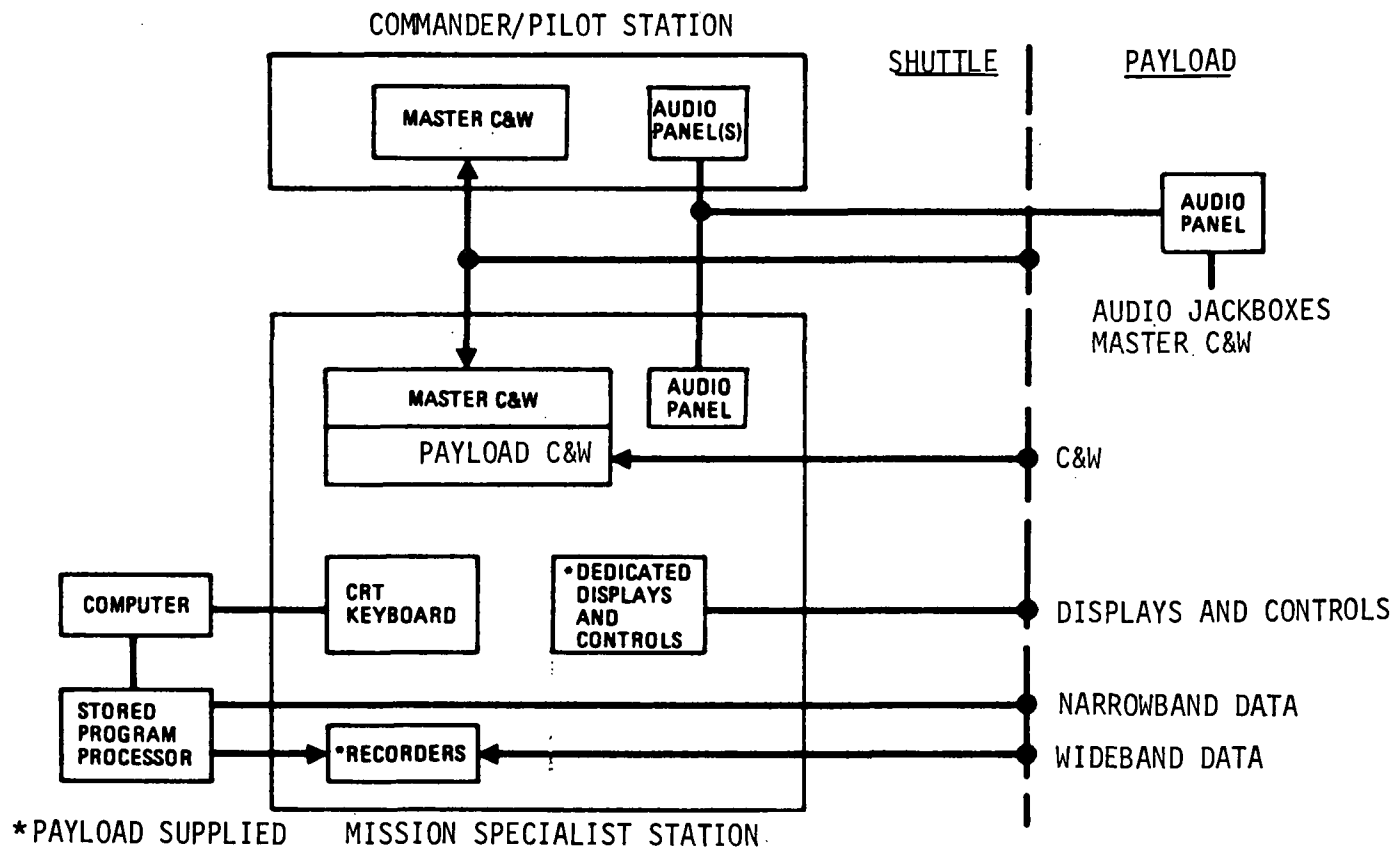 COMMANDER/PILOT STATION
SHUTTLE
PAYLOAD
MASTER C&W
AUDIO
PANEL(S)
AUDIO
PANEL
AUDIO JACKBOXES
MASTER C&W
MASTER C&W
PAYLOAD C&W
AUDIO
PANEL
C&W
COMPUTER
CRT
KEYBOARD
*DEDICATED
DISPLAYS
AND
CONTROLS
DISPLAYS AND CONTROLS
STORED
PROGRAM
PROCESSOR
*RECORDERS
NARROWBAND DATA
WIDEBAND DATA
*PAYLOAD SUPPLIED
MISSION SPECIALIST STATION